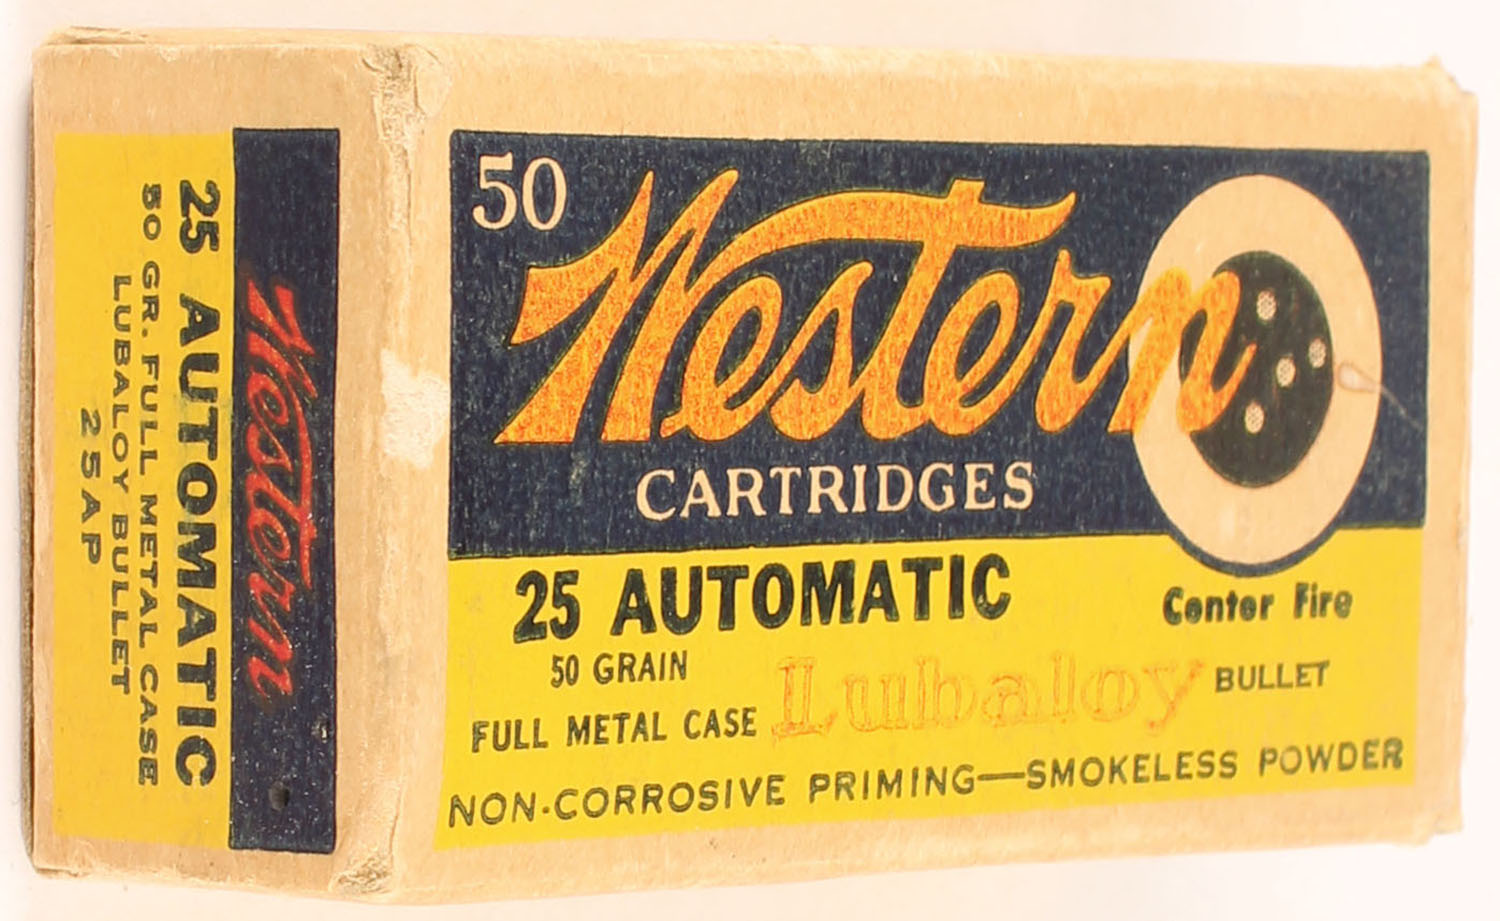 50
Western
CARTRIDGES
25 AUTOMATIC
Center Fire
50 GRAIN
FULL METAL CASE Lubaloy BULLET
NON-CORROSIVE PRIMING—SMOKELESS POWDER
Western
25 AUTOMATIC
50 GR. FULL METAL CASE
LUBALOY BULLET
25AP